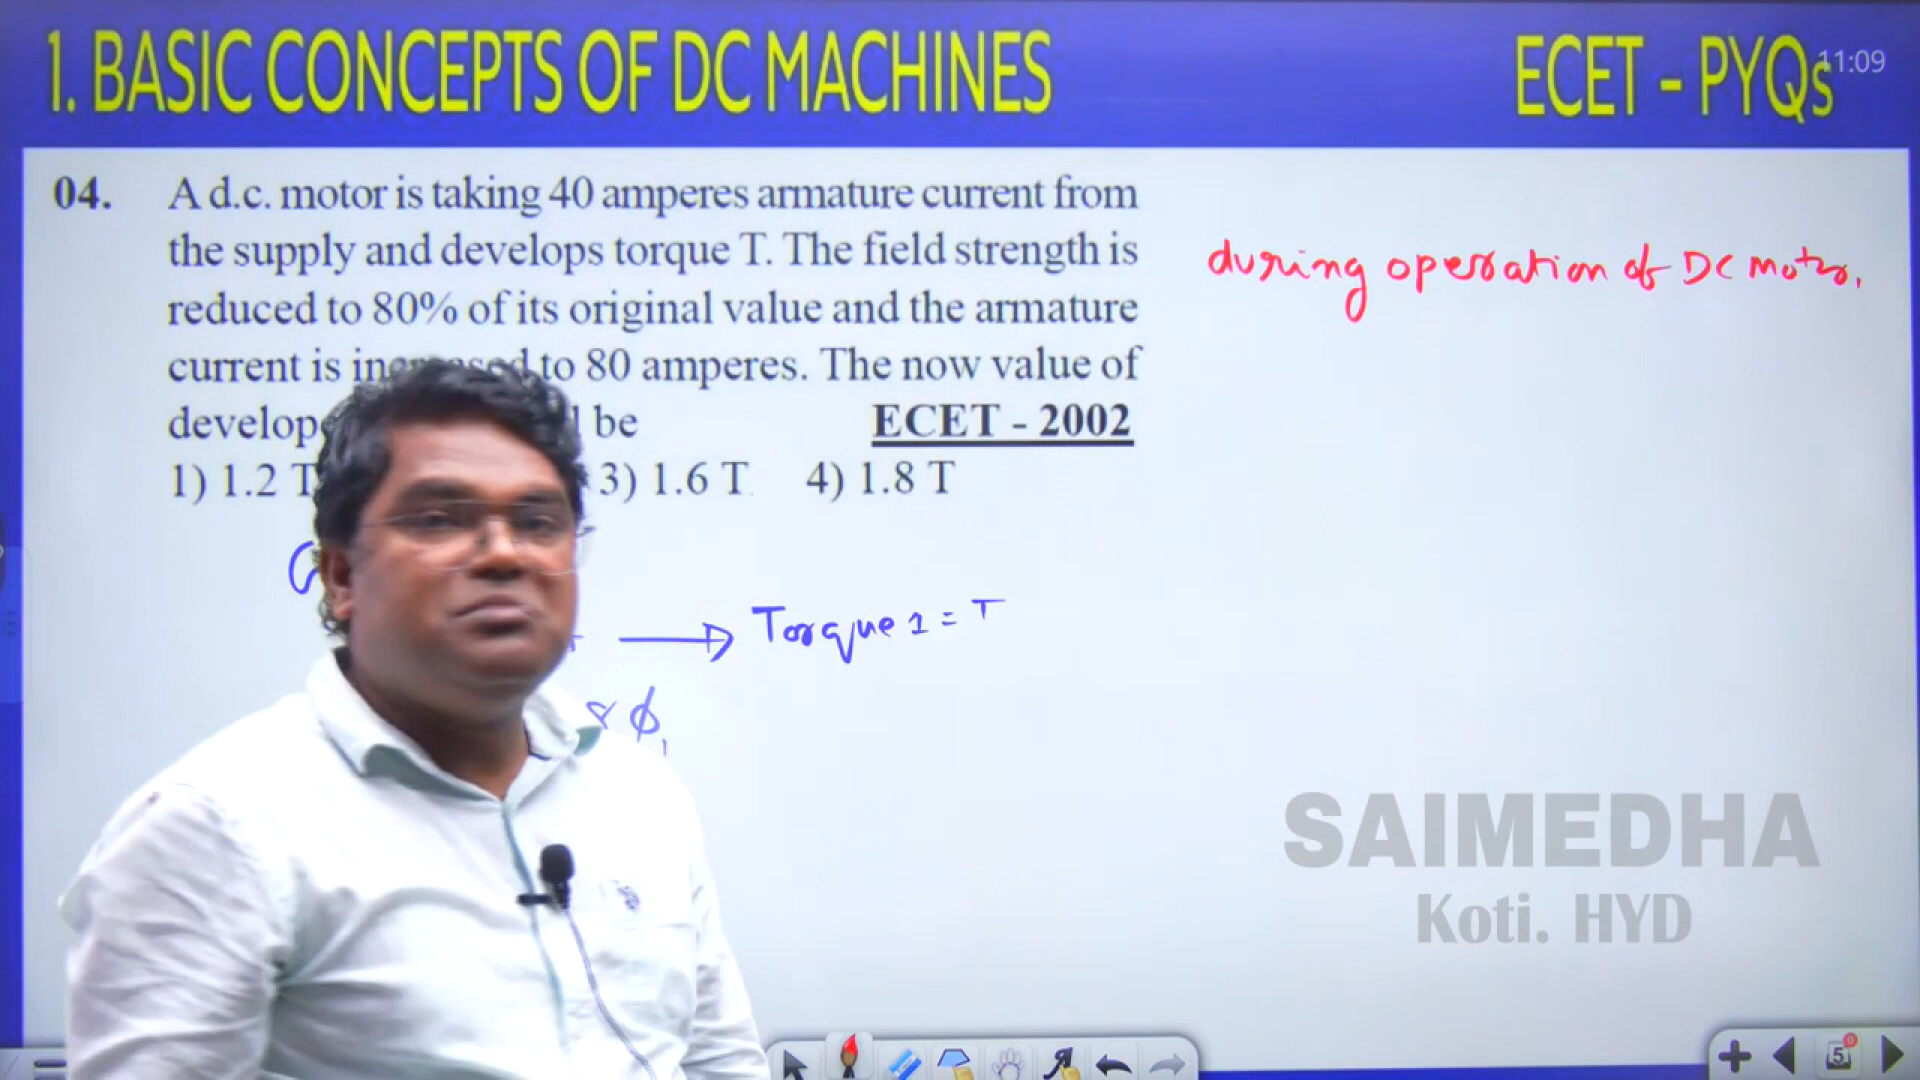 1. BASIC CONCEPTS OF DC MACHINES
ECET - PYQs
11:09
04. A d.c. motor is taking 40 amperes armature current from
the supply and develops torque T. The field strength is
reduced to 80% of its original value and the armature
current is to 80 amperes. The now value of
be ECET - 2002
1) 1.2 T 3) 1.6 T 4) 1.8 T
during operation of DC motor.
Torque 1 = T
ϕ1
SAIMEDHA
Koti. HYD
5